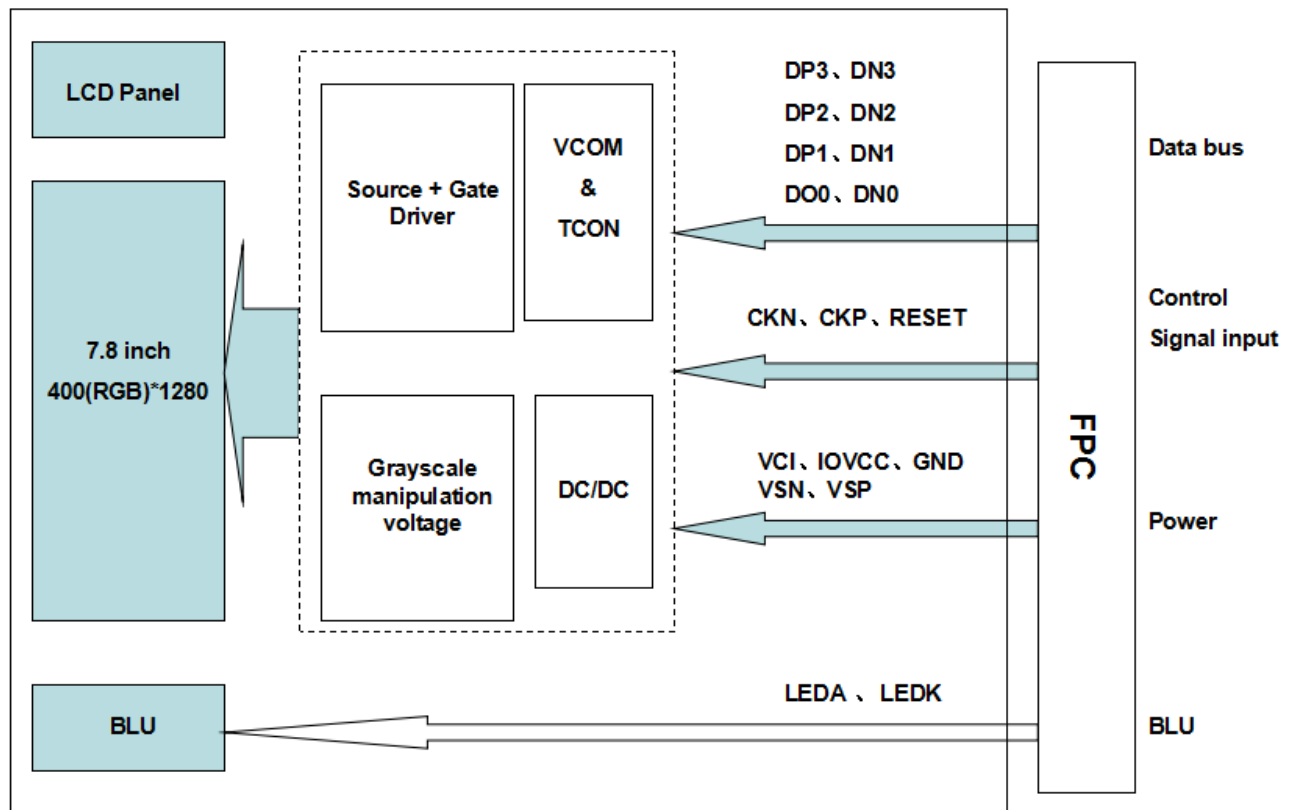 LCD Panel
7.8 inch
400(RGB)*1280
BLU
Source + Gate
Driver
VCOM
&
TCON
Grayscale
manipulation
voltage
DC/DC
DP3、DN3
DP2、DN2
DP1、DN1
DO0、DN0
CKN、CKP、RESET
VCI、IOVCC、GND
VSN、VSP
LEDA 、 LEDK
FPC
Data bus
Control
Signal input
Power
BLU